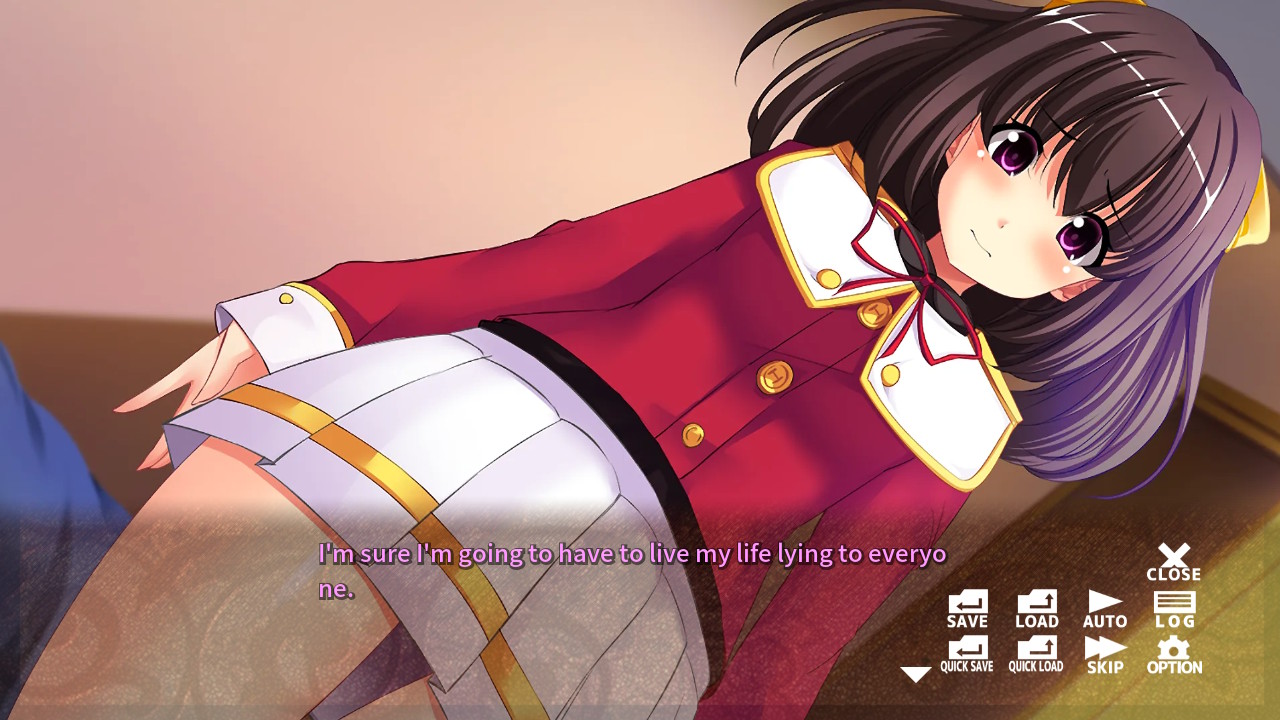 I'm sure I'm going to have to live my life lying to everyo
ne.
CLOSE
SAVE LOAD AUTO LOG
QUICK SAVE QUICK LOAD SKIP OPTION